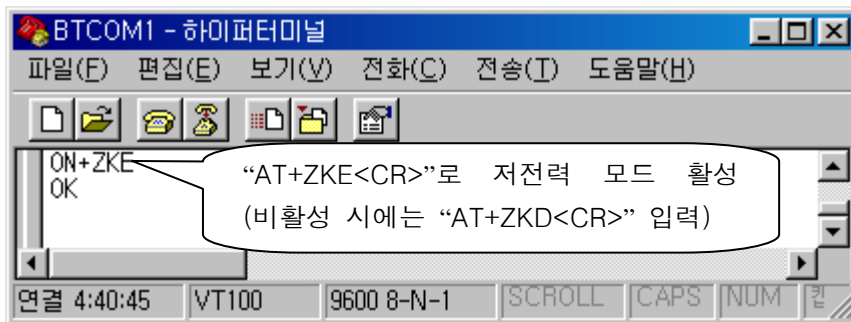 BTCOM1 - 하이퍼터미널
파일(F) 편집(E) 보기(V) 전화(C) 전송(T) 도움말(H)
ON+ZKE
OK
“AT+ZKE<CR>”로 저전력 모드 활성
(비활성 시에는 “AT+ZKD<CR>” 입력)
연결 4:40:45 VT100 9600 8-N-1 SCROLL CAPS NUM